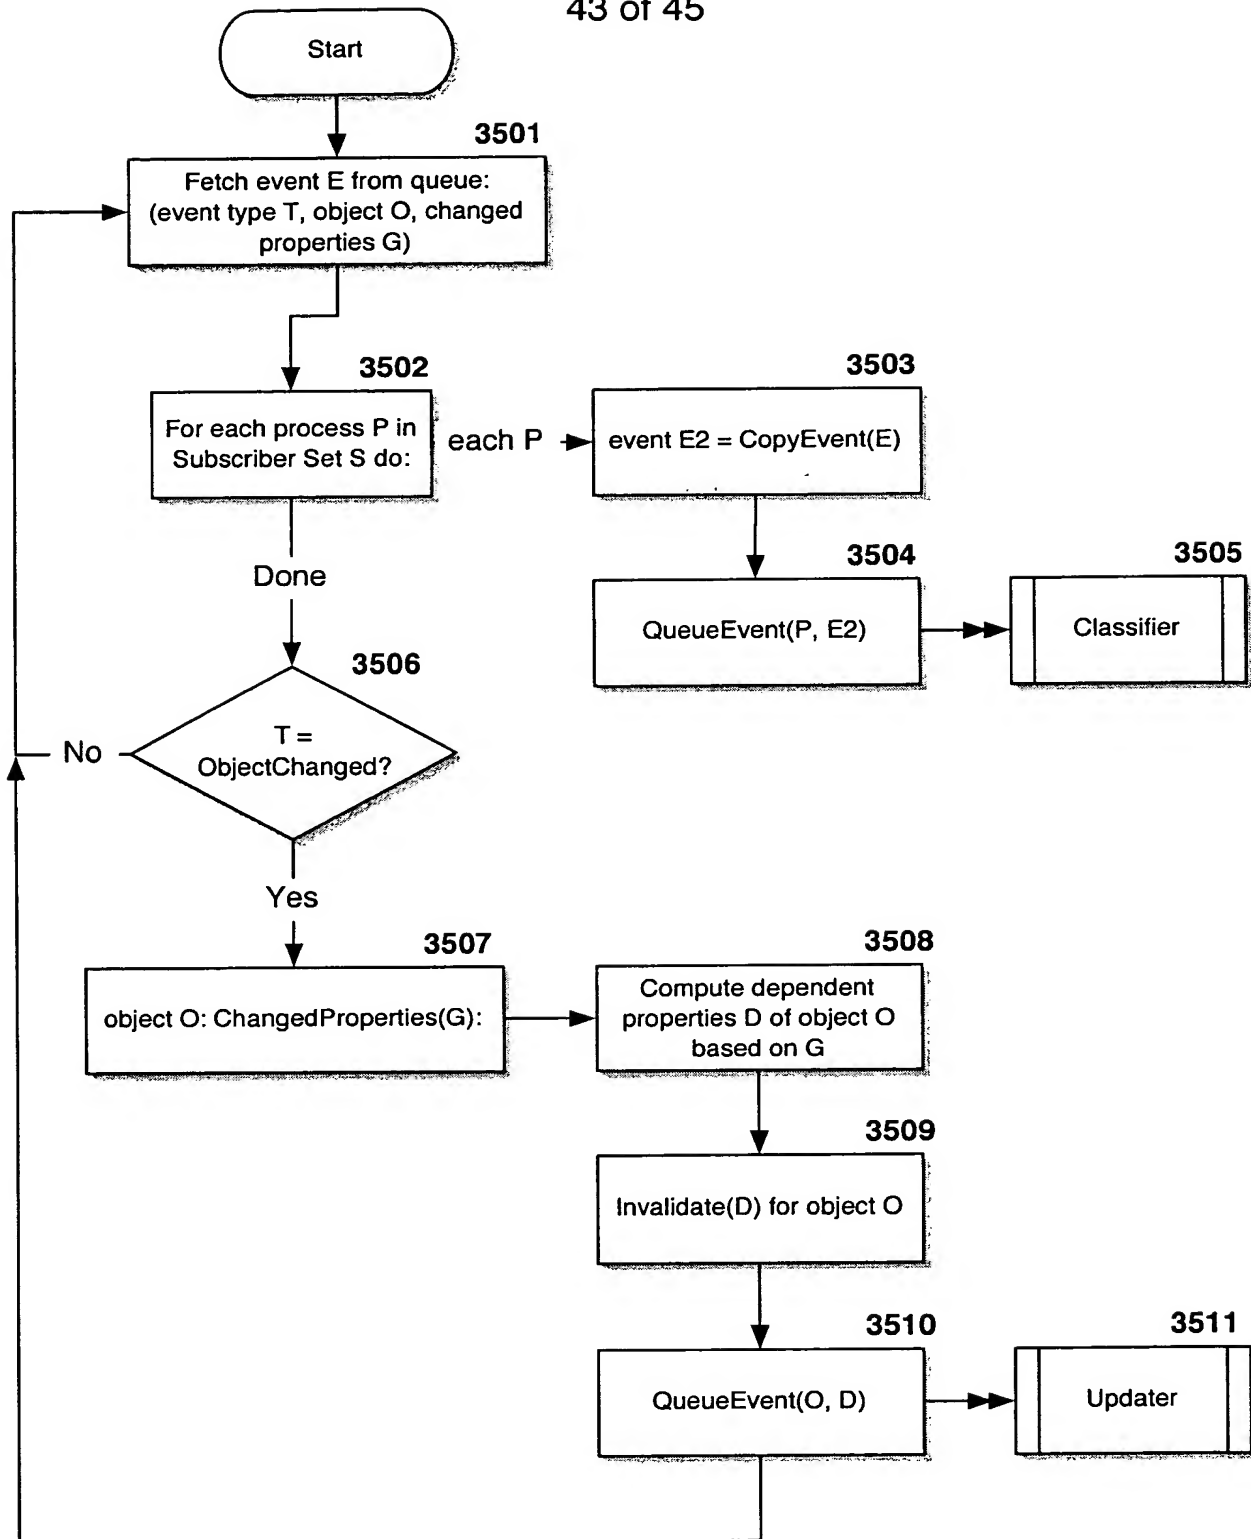 43 of 45
Start
3501
Fetch event E from queue:
(event type T, object O, changed
properties G)
3502
For each process P in
Subscriber Set S do:
each P
3503
event E2 = CopyEvent(E)
3504
QueueEvent(P, E2)
3505
Classifier
Done
3506
T =
ObjectChanged?
No
Yes
3507
object O: ChangedProperties(G):
3508
Compute dependent
properties D of object O
based on G
3509
Invalidate(D) for object O
3510
QueueEvent(O, D)
3511
Updater